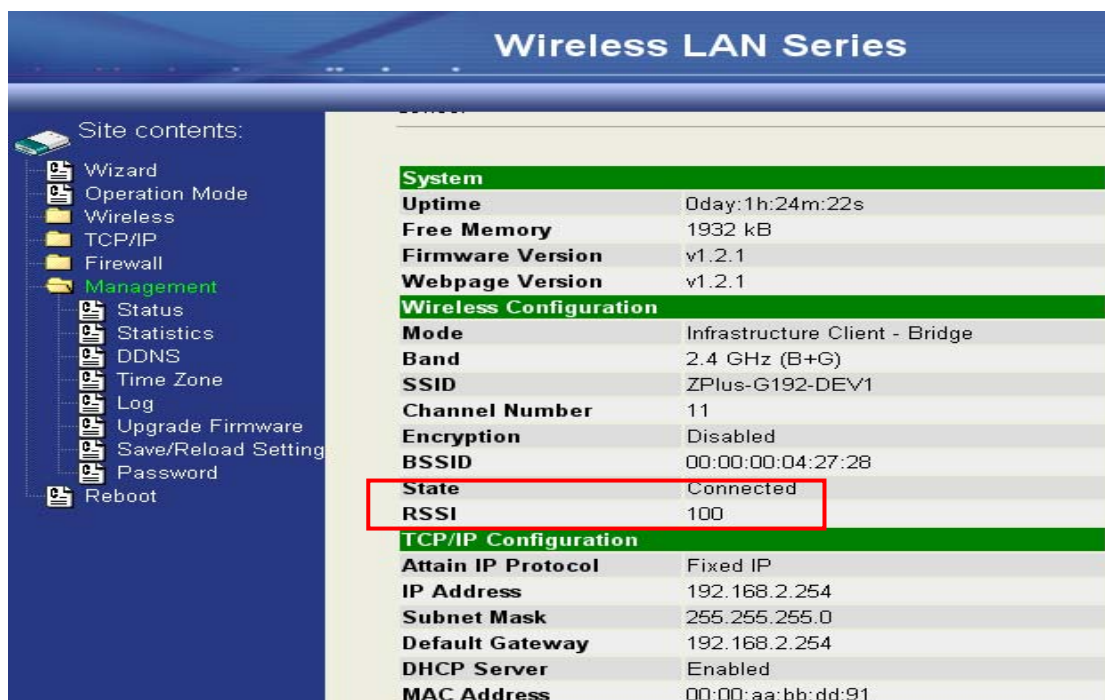 Wireless LAN Series
Site contents:
Wizard
Operation Mode
Wireless
TCP/IP
Firewall
Management
Status
Statistics
DDNS
Time Zone
Log
Upgrade Firmware
Save/Reload Setting
Password
Reboot
System
Uptime 0day:1h:24m:22s
Free Memory 1932 kB
Firmware Version v1.2.1
Webpage Version v1.2.1
Wireless Configuration
Mode Infrastructure Client - Bridge
Band 2.4 GHz (B+G)
SSID ZPlus-G192-DEV1
Channel Number 11
Encryption Disabled
BSSID 00:00:00:04:27:28
State Connected
RSSI 100
TCP/IP Configuration
Attain IP Protocol Fixed IP
IP Address 192.168.2.254
Subnet Mask 255.255.255.0
Default Gateway 192.168.2.254
DHCP Server Enabled
MAC Address 00:00:aa:bb:dd:91